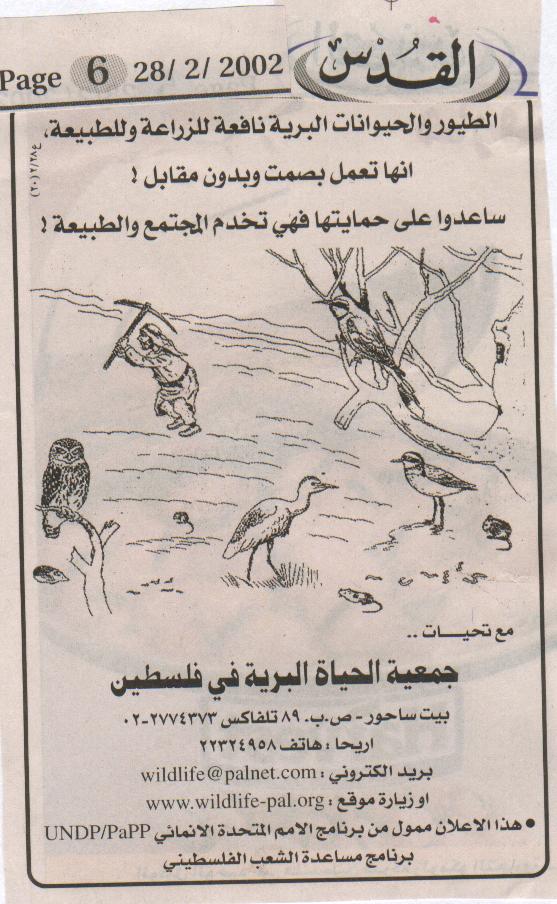 Page 6 28/2/2002
القدس
الطيور والحيوانات البرية نافعة للزراعة وللطبيعة،
انها تعمل بصمت وبدون مقابل !
ساعدوا على حمايتها فهي تخدم المجتمع والطبيعة !
مع تحيات ..
جمعية الحياة البرية في فلسطين
بيت ساحور - ص.ب. ٨٩ تلفاكس ٢٧٧٤٣٧٣-٠٢
اريحا : هاتف ٢٢٣٢٤٩٥٨
بريد الكتروني : wildlife@palnet.com
او زيارة موقع : www.wildlife-pal.org
• هذا الاعلان ممول من برنامج الامم المتحدة الانمائي UNDP/PaPP
برنامج مساعدة الشعب الفلسطيني